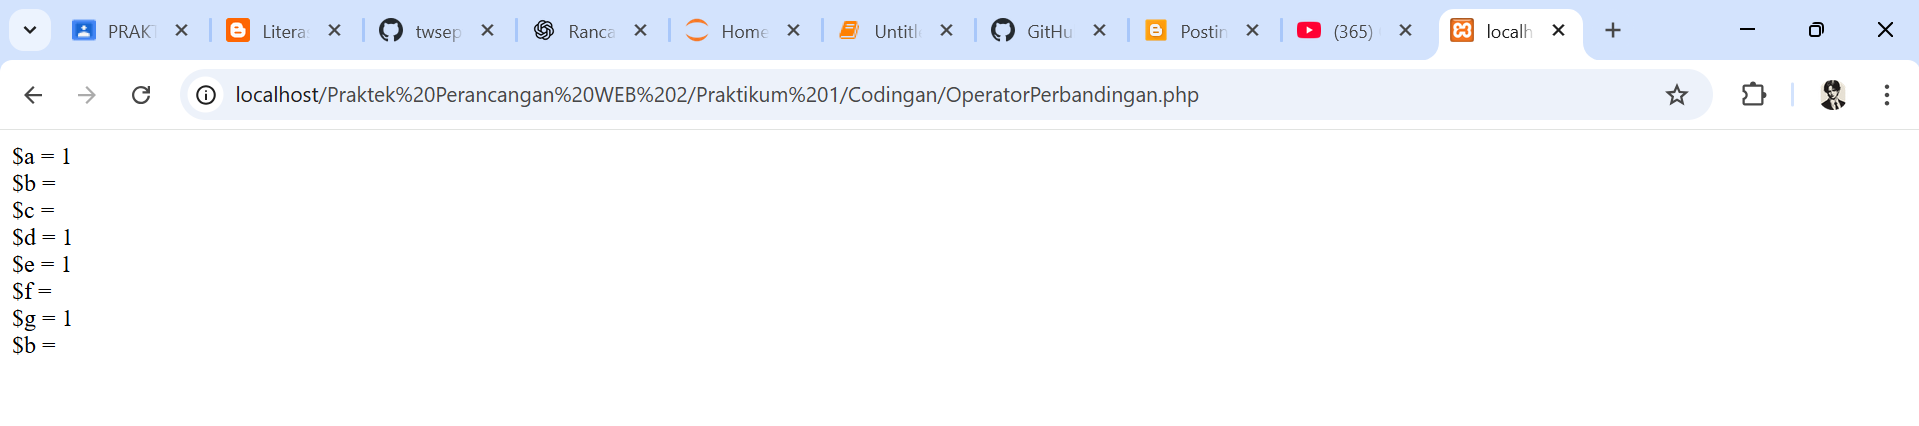 PRAKT
Litera
twsep
Ranca
Home
Untitl
GitHu
Postin
(365)
localh
localhost/Praktek%20Perancangan%20WEB%202/Praktikum%201/Codingan/OperatorPerbandingan.php
$a = 1
$b =
$c =
$d = 1
$e = 1
$f =
$g = 1
$b =